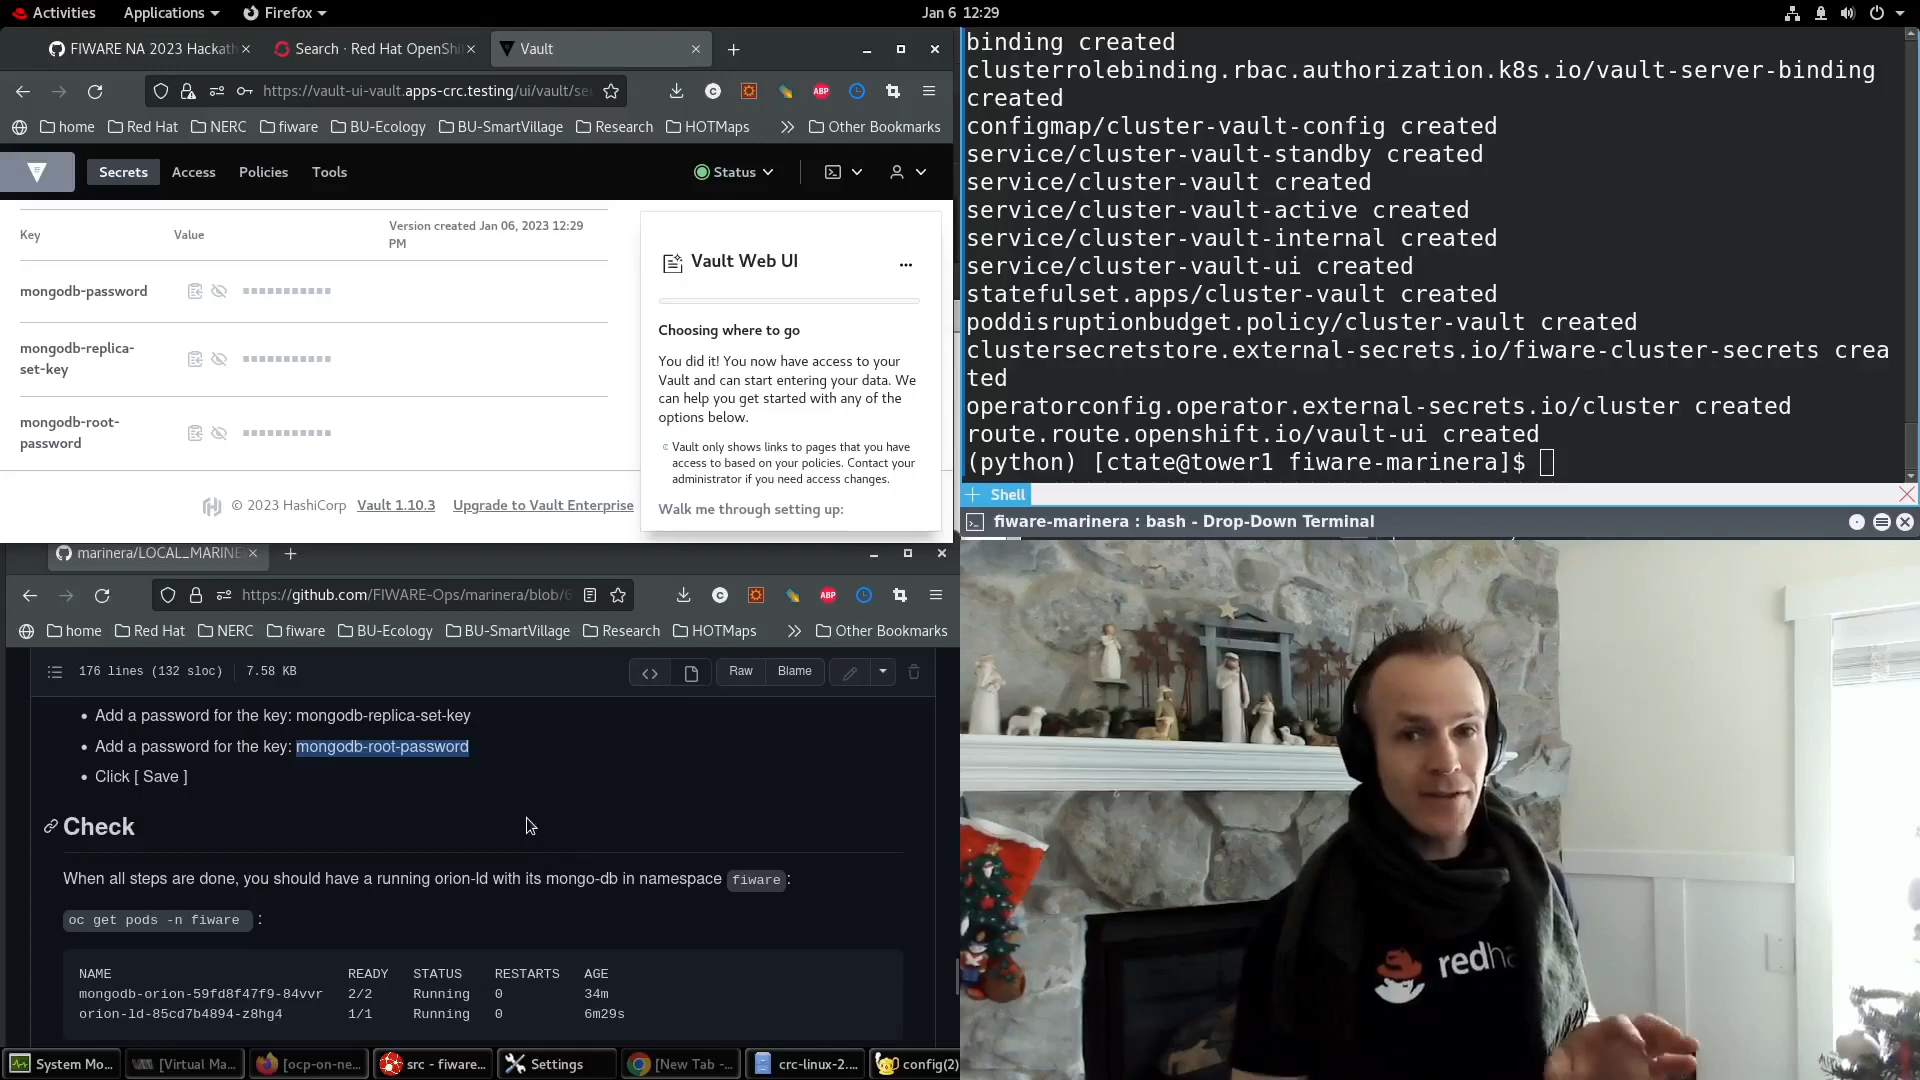 Activities
Applications
Firefox
Jan 6 12:29
FIWARE NA 2023 Hackath
Search · Red Hat OpenShi
Vault
https://vault-ui-vault.apps-crc.testing/ui/vault/se
home
Red Hat
NERC
fiware
BU-Ecology
BU-SmartVillage
Research
HOTMaps
Other Bookmarks
Secrets
Access
Policies
Tools
Status
Key
Value
Version created Jan 06, 2023 12:29
PM
mongodb-password
mongodb-replica-
set-key
mongodb-root-
password
© 2023 HashiCorp
Vault 1.10.3
Upgrade to Vault Enterprise
Vault Web UI
...
Choosing where to go
You did it! You now have access to your
Vault and can start entering your data. We
can help you get started with any of the
options below.
Vault only shows links to pages that you have
access to based on your policies. Contact your
administrator if you need access changes.
Walk me through setting up:
binding created
clusterrolebinding.rbac.authorization.k8s.io/vault-server-binding
created
configmap/cluster-vault-config created
service/cluster-vault-standby created
service/cluster-vault created
service/cluster-vault-active created
service/cluster-vault-internal created
service/cluster-vault-ui created
statefulset.apps/cluster-vault created
poddisruptionbudget.policy/cluster-vault created
clustersecretstore.external-secrets.io/fiware-cluster-secrets crea
ted
operatorconfig.operator.external-secrets.io/cluster created
route.route.openshift.io/vault-ui created
(python) [ctate@tower1 fiware-marinera]$
Shell
fiware-marinera : bash - Drop-Down Terminal
marinera/LOCAL_MARINE
https://github.com/FIWARE-Ops/marinera/blob/6
home
Red Hat
NERC
fiware
BU-Ecology
BU-SmartVillage
Research
HOTMaps
Other Bookmarks
176 lines (132 sloc)
7.58 KB
Raw
Blame
Add a password for the key: mongodb-replica-set-key
Add a password for the key: mongodb-root-password
Click [ Save ]
Check
When all steps are done, you should have a running orion-ld with its mongo-db in namespace fiware:
oc get pods -n fiware :
NAME READY STATUS RESTARTS AGE
mongodb-orion-59fd8f47f9-84vvr 2/2 Running 0 34m
orion-ld-85cd7b4894-z8hg4 1/1 Running 0 6m29s
redha
System Mo...
[Virtual Ma...
[ocp-on-ne...
src - fiware...
Settings
[New Tab -...
crc-linux-2....
config(2)